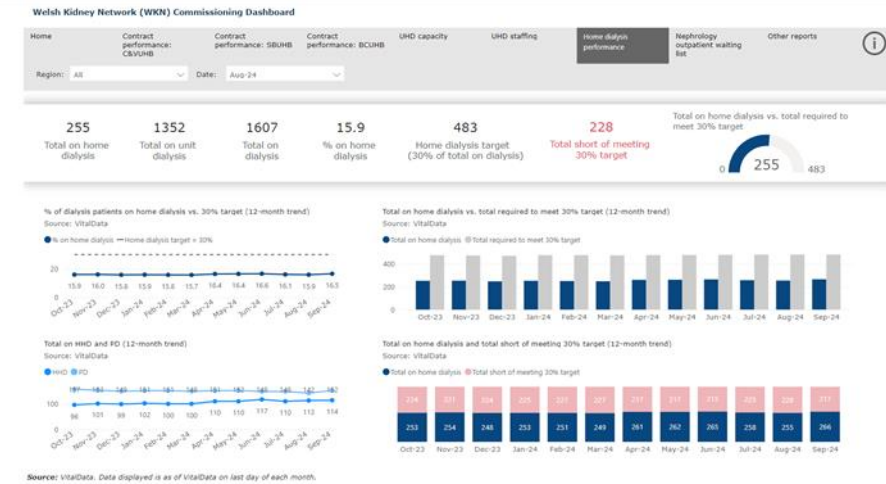 Welsh Kidney Network (WKN) Commissioning Dashboard
Home
Contract
performance:
C&VUHB
Contract
performance: SBUHB
Contract
performance: BCUHB
UHD capacity
UHD staffing
Home dialysis
performance
Nephrology
outpatient waiting
list
Other reports
i
Region: All
Date: Aug-24
255
Total on home
dialysis
1352
Total on unit
dialysis
1607
Total on
dialysis
15.9
% on home
dialysis
483
Home dialysis target
(30% of total on dialysis)
228
Total short of meeting
30% target
Total on home dialysis vs. total required to
meet 30% target
0 255 483
% of dialysis patients on home dialysis vs. 30% target (12-month trend)
Source: VitalData
% on home dialysis Home dialysis target = 30%
20
15.9 16.0 15.8 15.9 15.8 15.7 16.4 16.4 16.6 16.1 15.9 16.5
0
Oct-23 Nov-23 Dec-23 Jan-24 Feb-24 Mar-24 Apr-24 May-24 Jun-24 Jul-24 Aug-24 Sep-24
Total on home dialysis vs. total required to meet 30% target (12-month trend)
Source: VitalData
Total on home dialysis Total required to meet 30% target
400
200
0
Oct-23 Nov-23 Dec-23 Jan-24 Feb-24 Mar-24 Apr-24 May-24 Jun-24 Jul-24 Aug-24 Sep-24
Total on HHD and PD (12-month trend)
Source: VitalData
HHD PD
100
96 101 99 102 100 100 110 110 117 110 113 114
0
Oct-23 Nov-23 Dec-23 Jan-24 Feb-24 Mar-24 Apr-24 May-24 Jun-24 Jul-24 Aug-24 Sep-24
Total on home dialysis and total short of meeting 30% target (12-month trend)
Source: VitalData
Total on home dialysis Total short of meeting 30% target
253 254 248 253 251 249 261 262 265 258 255 266
Oct-23 Nov-23 Dec-23 Jan-24 Feb-24 Mar-24 Apr-24 May-24 Jun-24 Jul-24 Aug-24 Sep-24
Source: VitalData. Data displayed is as of VitalData on last day of each month.